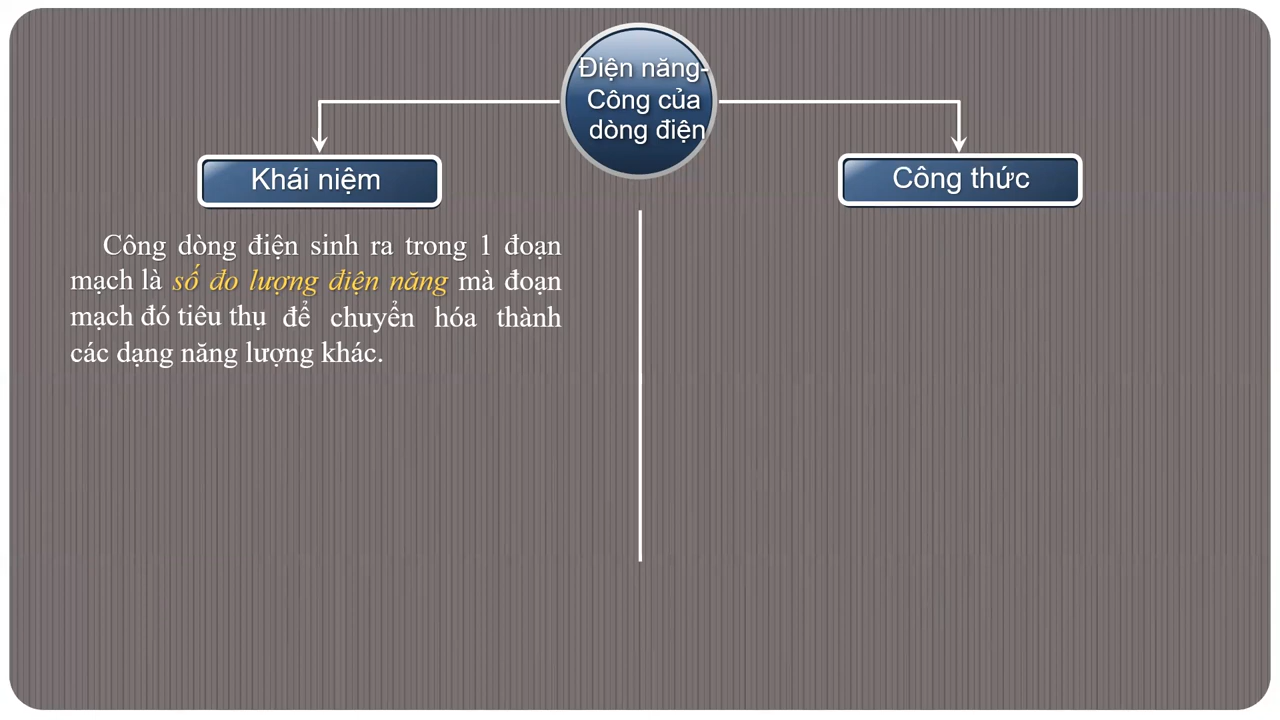 Điện năng-
Công của
dòng điện
Khái niệm
Công thức
Công dòng điện sinh ra trong 1 đoạn
mạch là số đo lượng điện năng mà đoạn
mạch đó tiêu thụ để chuyển hóa thành
các dạng năng lượng khác.